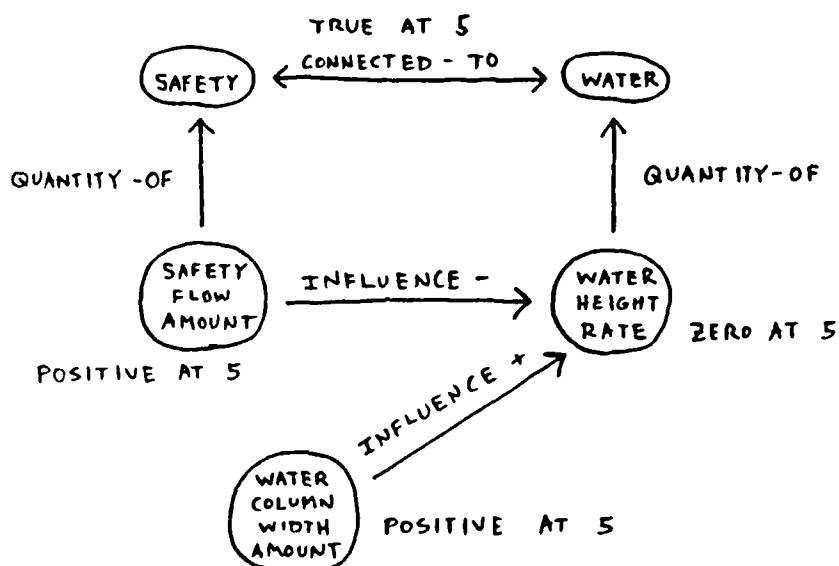 TRUE AT 5
CONNECTED - TO
SAFETY
WATER
QUANTITY -OF
QUANTITY-OF
SAFETY
FLOW
AMOUNT
INFLUENCE -
WATER
HEIGHT
RATE
ZERO AT 5
POSITIVE AT 5
INFLUENCE +
WATER
COLUMN
WIDTH
AMOUNT
POSITIVE AT 5